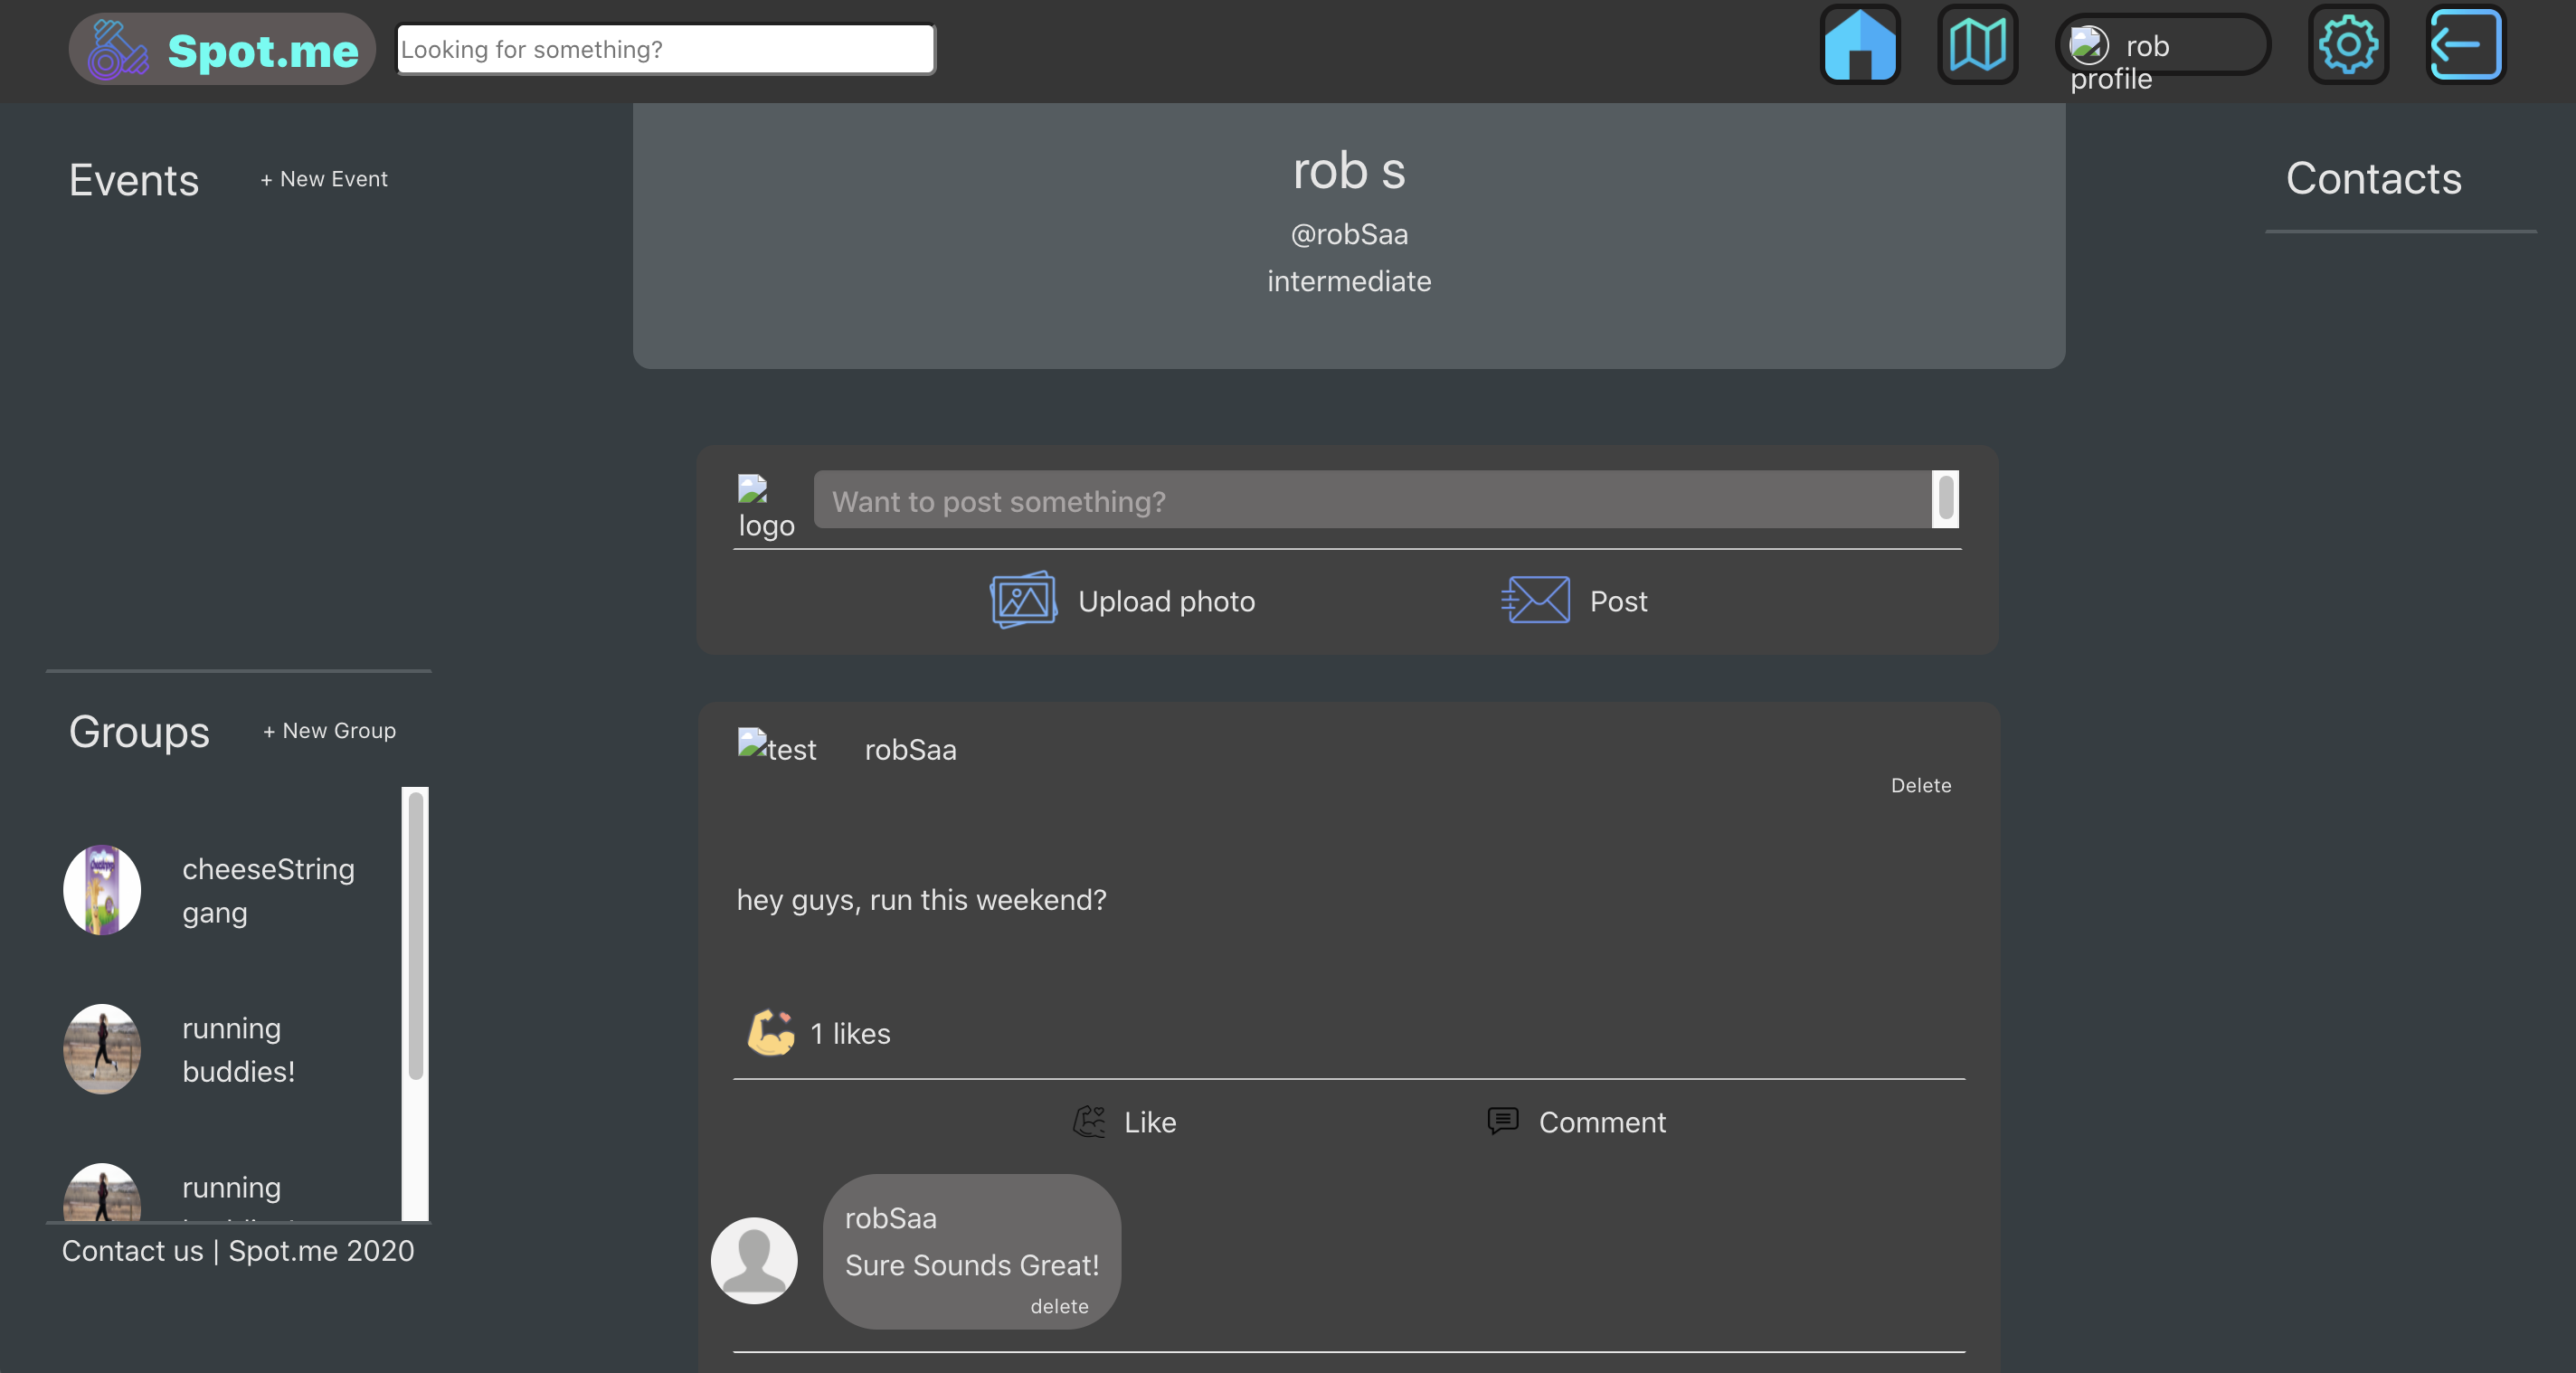 Spot.me
Looking for something?
rob
profile
Events
+ New Event
rob s
@robSaa
intermediate
Contacts
logo
Want to post something?
Upload photo
Post
Groups
+ New Group
cheeseString
gang
running
buddies!
running
Contact us | Spot.me 2020
test
robSaa
Delete
hey guys, run this weekend?
1 likes
Like
Comment
robSaa
Sure Sounds Great!
delete